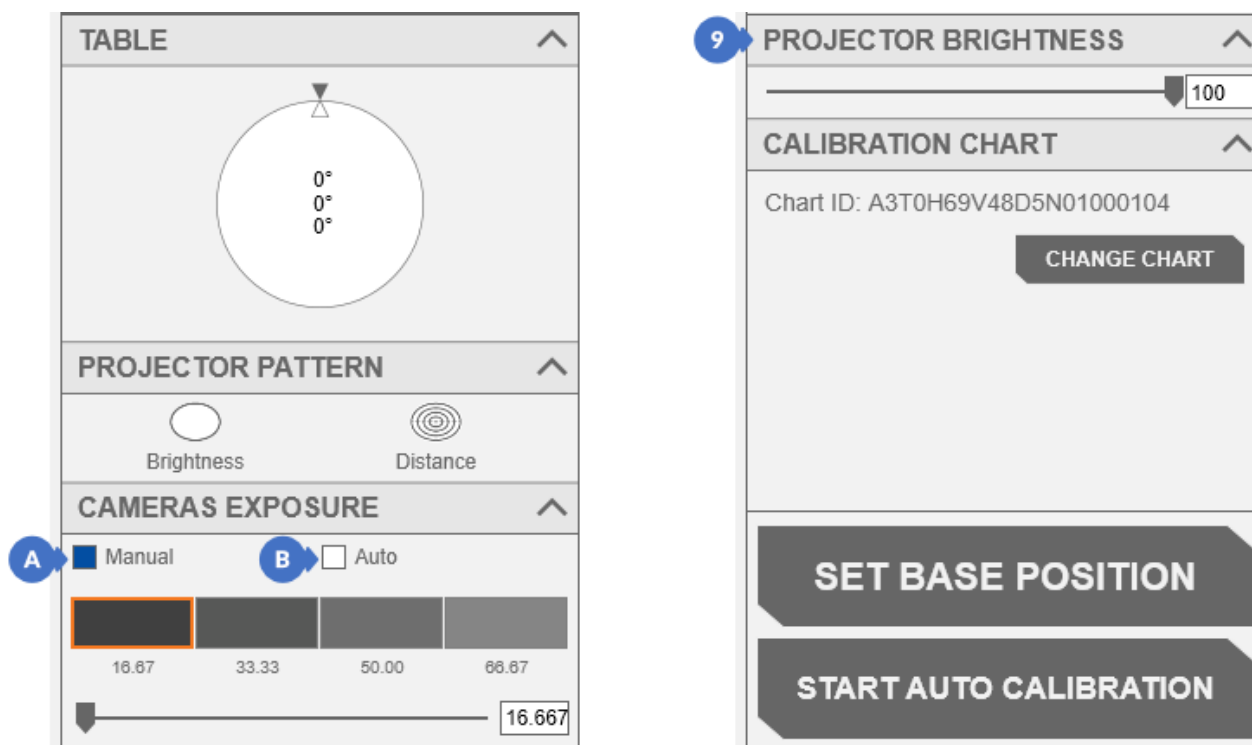 TABLE
0°
0°
0°
PROJECTOR PATTERN
Brightness Distance
CAMERAS EXPOSURE
A Manual B Auto
16.67 33.33 50.00 66.67
16.667
9 PROJECTOR BRIGHTNESS
100
CALIBRATION CHART
Chart ID: A3T0H69V48D5N01000104
CHANGE CHART
SET BASE POSITION
START AUTO CALIBRATION